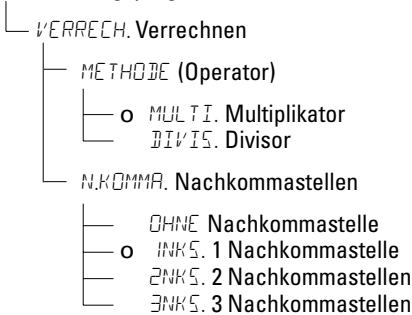 VERRECH. Verrechnen
METHODE (Operator)
o MULTI. Multiplikator
DIVIS. Divisor
N.KOMMA. Nachkommastellen
OHNE Nachkommastelle
o 1NKS. 1 Nachkommastelle
2NKS. 2 Nachkommastellen
3NKS. 3 Nachkommastellen